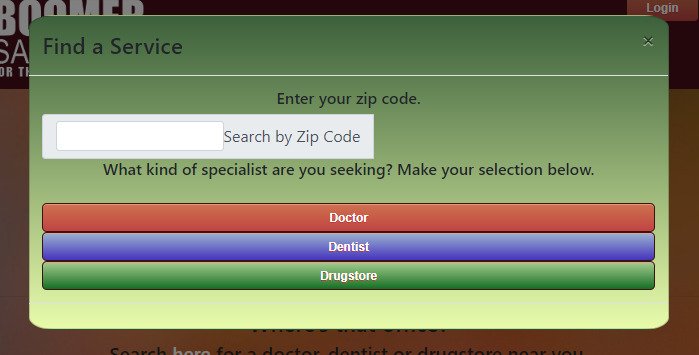 BOOMER
Login
SA
OR TH
Find a Service
×
Enter your zip code.
Search by Zip Code
What kind of specialist are you seeking? Make your selection below.
Doctor
Dentist
Drugstore
Where's that office?
Search here for a doctor, dentist or drugstore near you